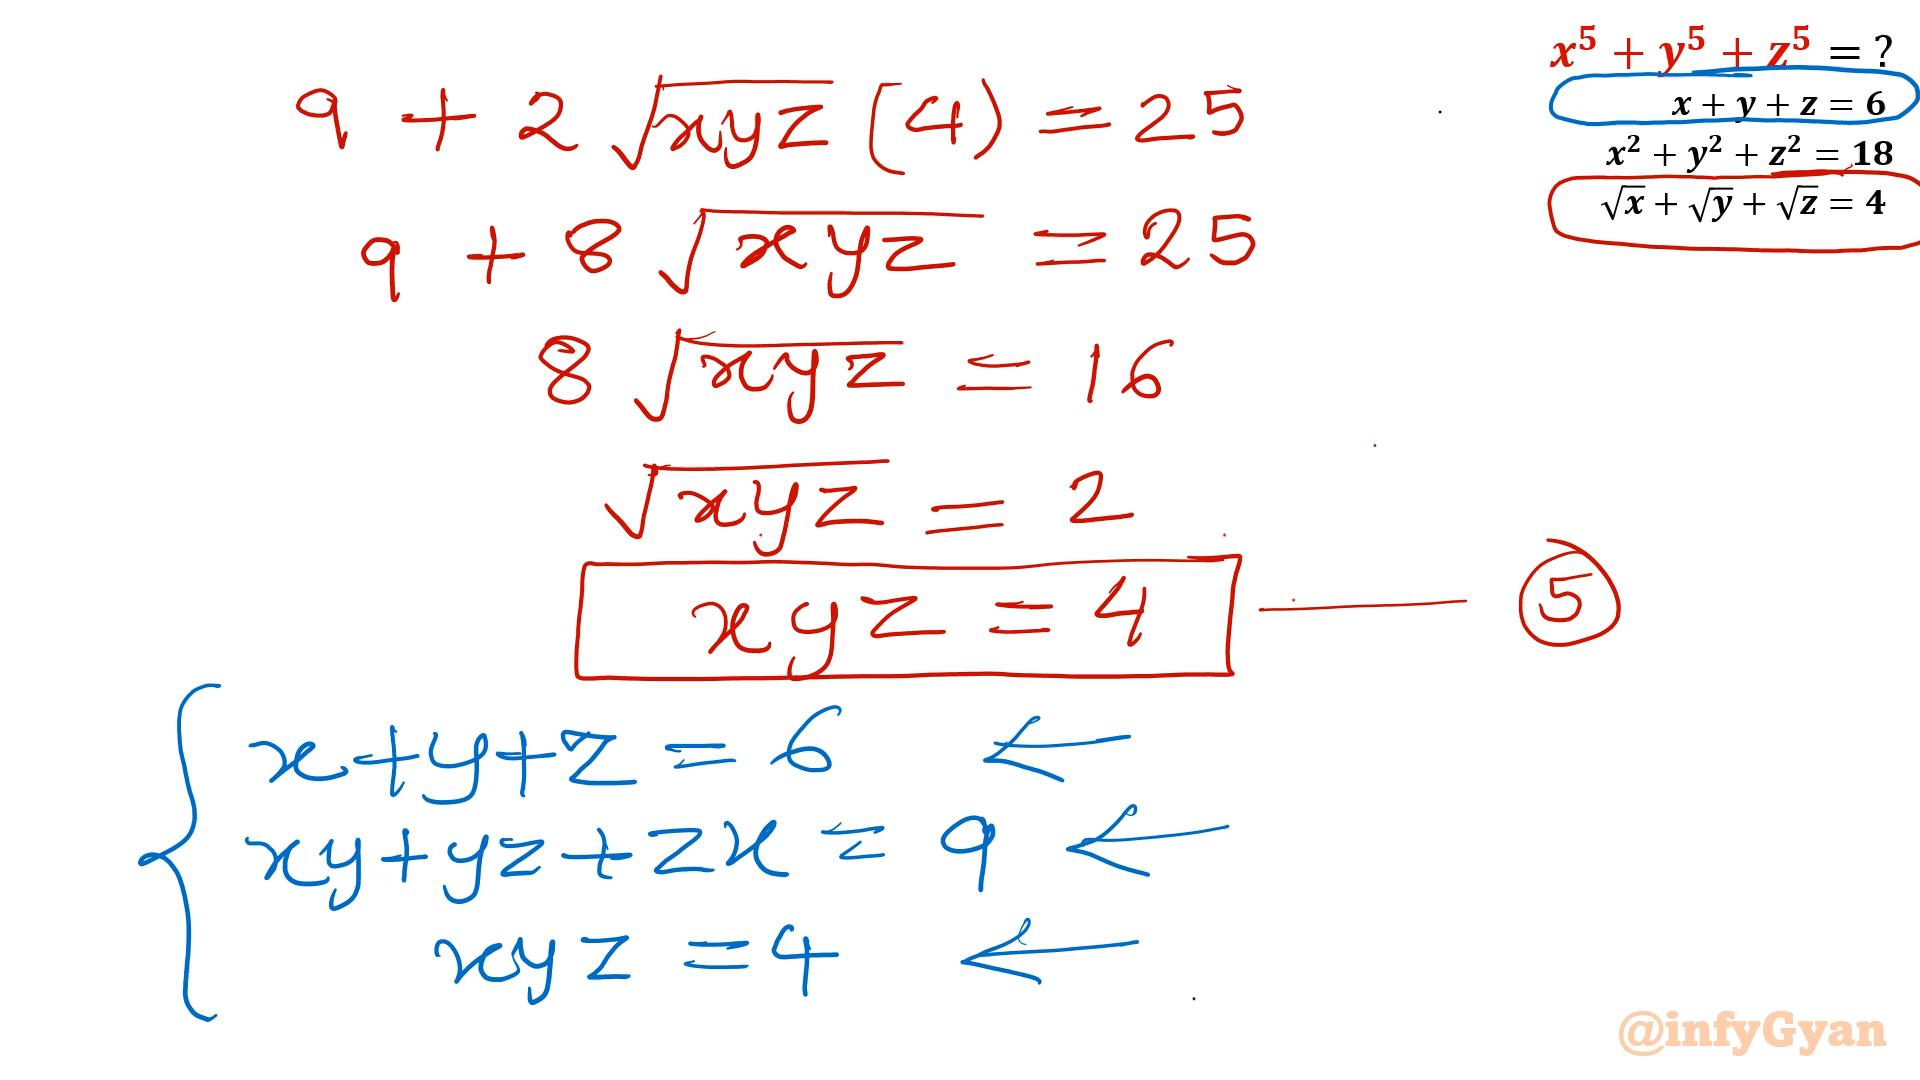 x⁵ + y⁵ + z⁵ = ?
x + y + z = 6
x² + y² + z² = 18
√x + √y + √z = 4
9 + 2 √xyz (4) = 25
9 + 8 √xyz = 25
8 √xyz = 16
√xyz = 2
xyz = 4 —— 5
x+y+z = 6 ←
xy+yz+zx = 9 ←
xyz = 4 ←
@infyGyan